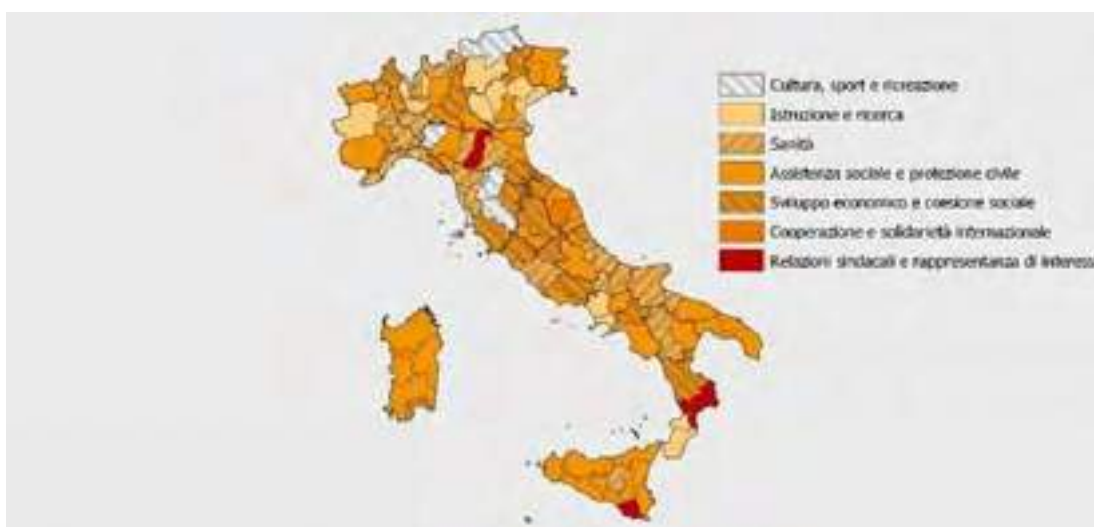 Cultura, sport e ricreazione
Istruzione e ricerca
Sanità
Assistenza sociale e protezione civile
Sviluppo economico e coesione sociale
Cooperazione e solidarietà internazionale
Relazioni sindacali e rappresentanza di interess